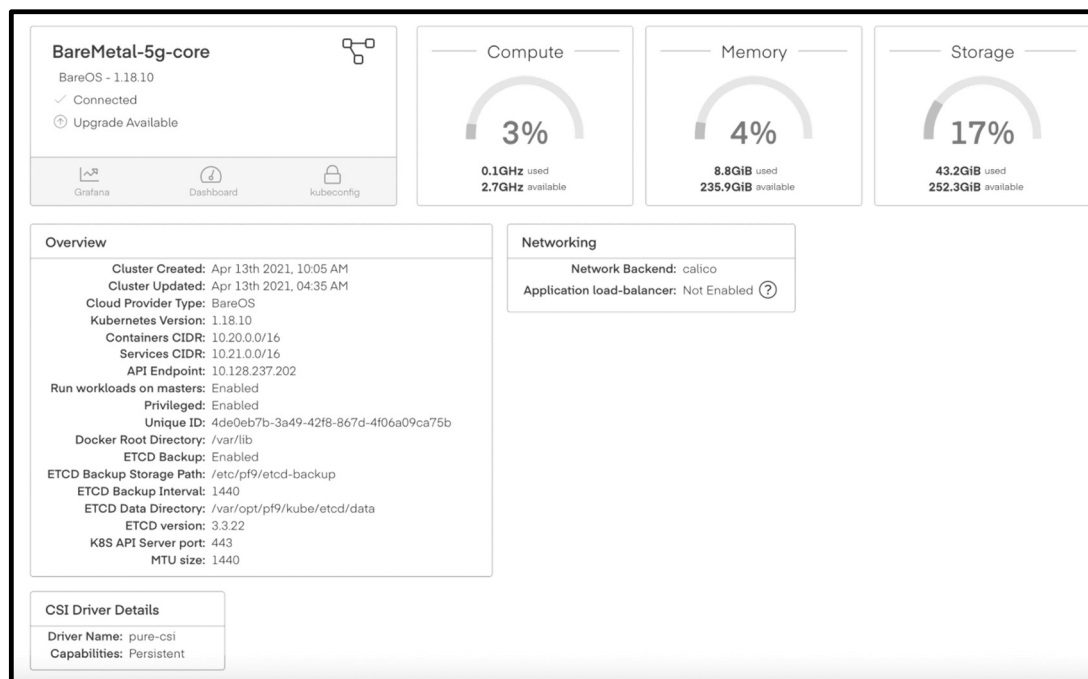 BareMetal-5g-core
BareOS - 1.18.10
Connected
Upgrade Available
Grafana
Dashboard
kubeconfig
Compute
3%
0.1GHz used
2.7GHz available
Memory
4%
8.8GiB used
235.9GiB available
Storage
17%
43.2GiB used
252.3GiB available
Overview
Cluster Created: Apr 13th 2021, 10:05 AM
Cluster Updated: Apr 13th 2021, 04:35 AM
Cloud Provider Type: BareOS
Kubernetes Version: 1.18.10
Containers CIDR: 10.20.0.0/16
Services CIDR: 10.21.0.0/16
API Endpoint: 10.128.237.202
Run workloads on masters: Enabled
Privileged: Enabled
Unique ID: 4de0eb7b-3a49-42f8-867d-4f06a09ca75b
Docker Root Directory: /var/lib
ETCD Backup: Enabled
ETCD Backup Storage Path: /etc/pf9/etcd-backup
ETCD Backup Interval: 1440
ETCD Data Directory: /var/opt/pf9/kube/etcd/data
ETCD version: 3.3.22
K8S API Server port: 443
MTU size: 1440
Networking
Network Backend: calico
Application load-balancer: Not Enabled ?
CSI Driver Details
Driver Name: pure-csi
Capabilities: Persistent